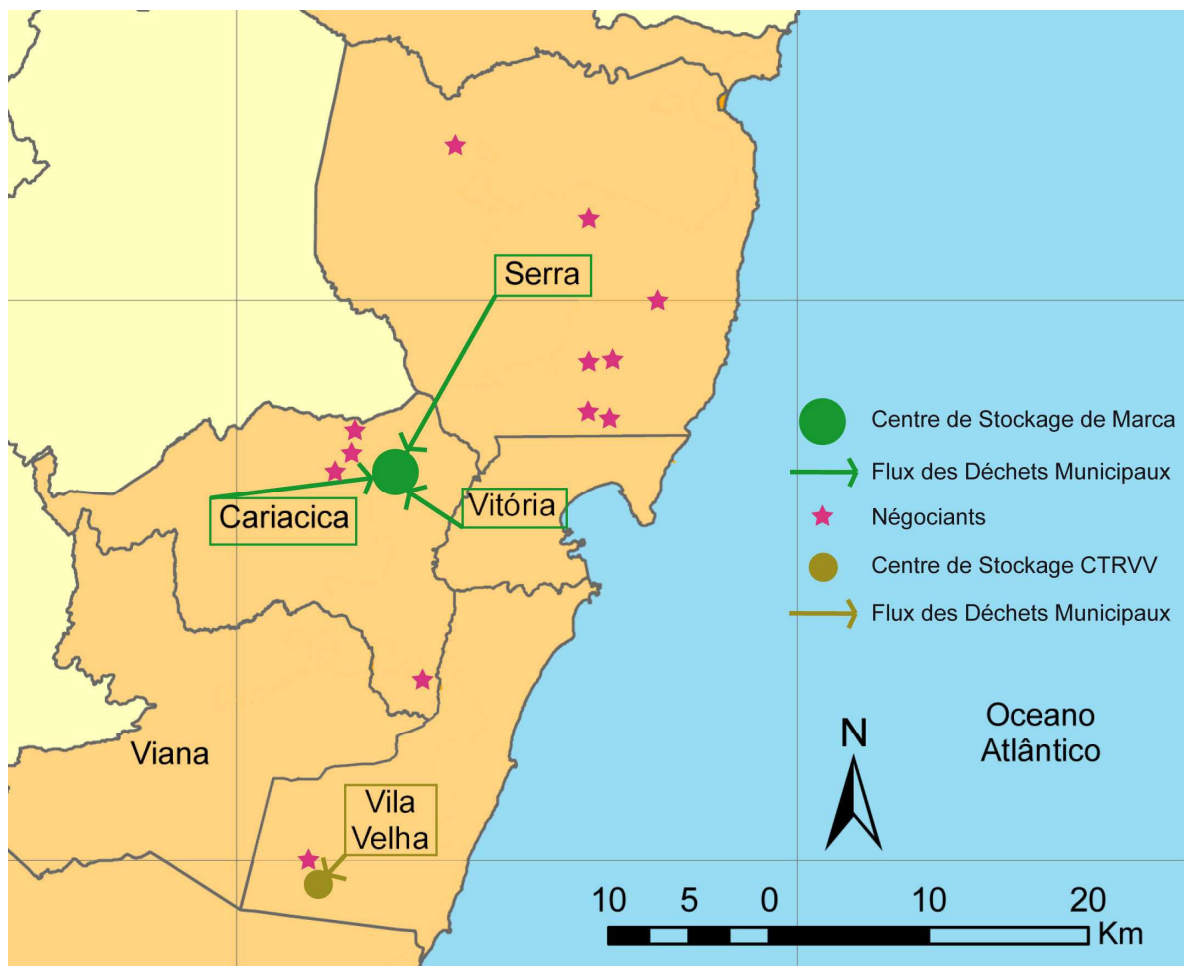 Serra
Centre de Stockage de Marca
Flux des Déchets Municipaux
Cariacica
Vitória
Négociants
Centre de Stockage CTRVV
Flux des Déchets Municipaux
Viana
Vila
Velha
N
Oceano
Atlântico
10 5 0 10 20
Km